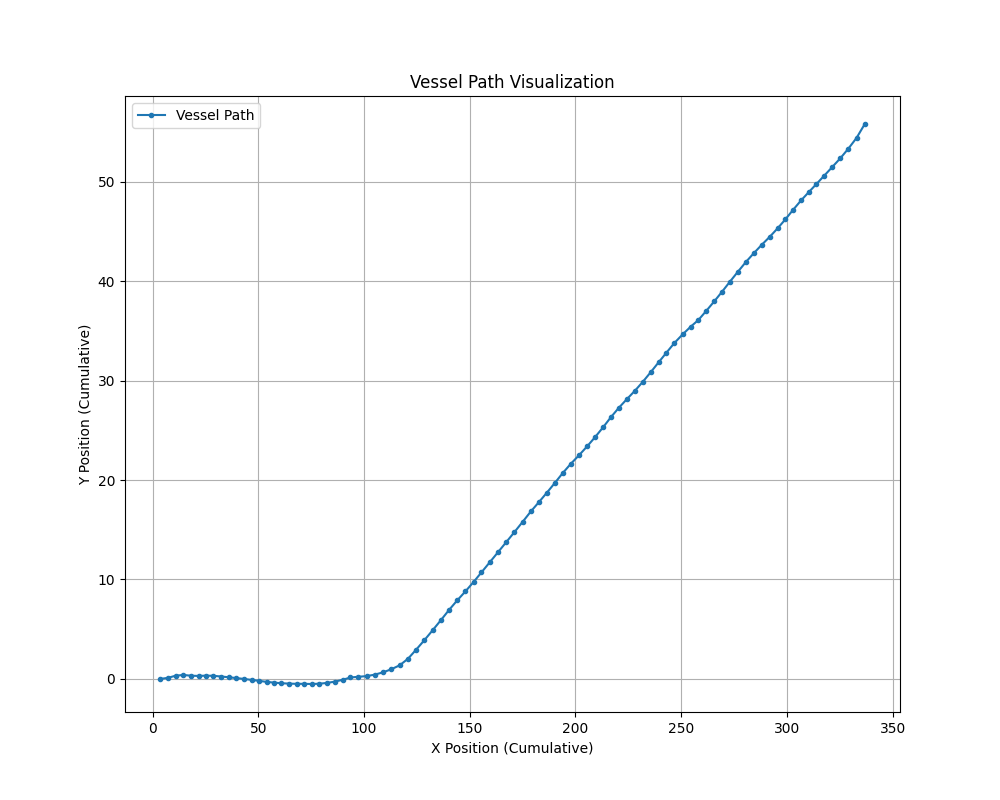 Vessel Path Visualization
Vessel Path
Y Position (Cumulative)
50
40
30
20
10
0
0 50 100 150 200 250 300 350
X Position (Cumulative)